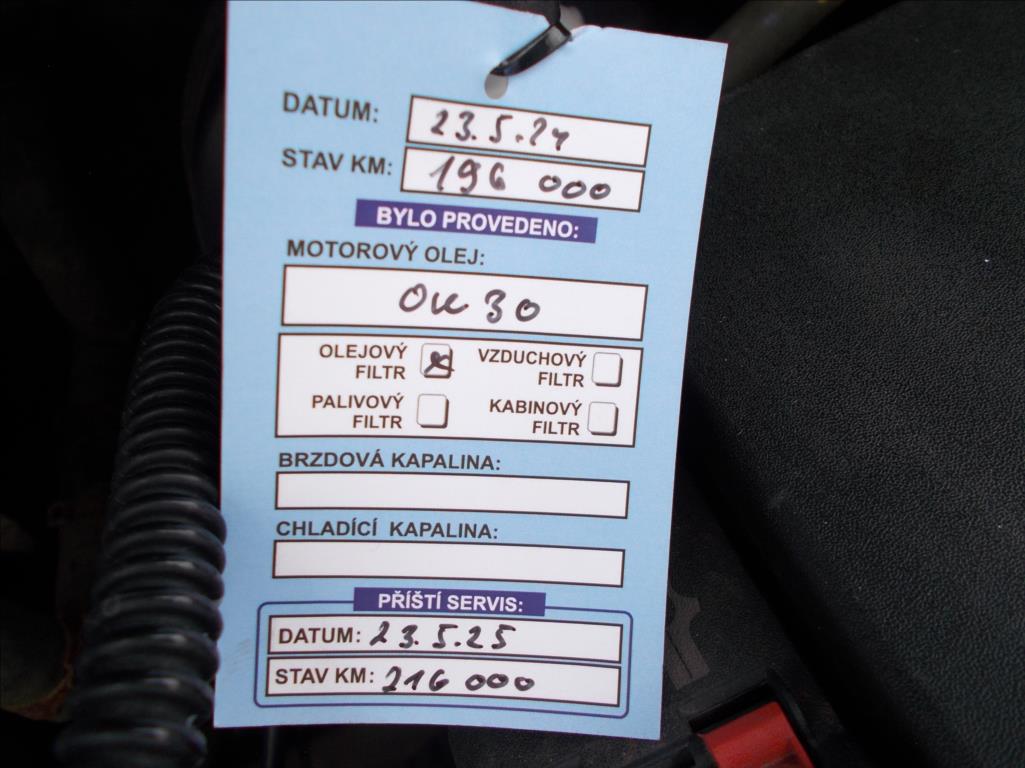 DATUM: 23.5.24
STAV KM: 196 000
BYLO PROVEDENO:
MOTOROVÝ OLEJ:
OW 30
OLEJOVÝ FILTR
VZDUCHOVÝ FILTR
PALIVOVÝ FILTR
KABINOVÝ FILTR
BRZDOVÁ KAPALINA:
CHLADÍCÍ KAPALINA:
PŘÍŠTÍ SERVIS:
DATUM: 23.5.25
STAV KM: 216 000